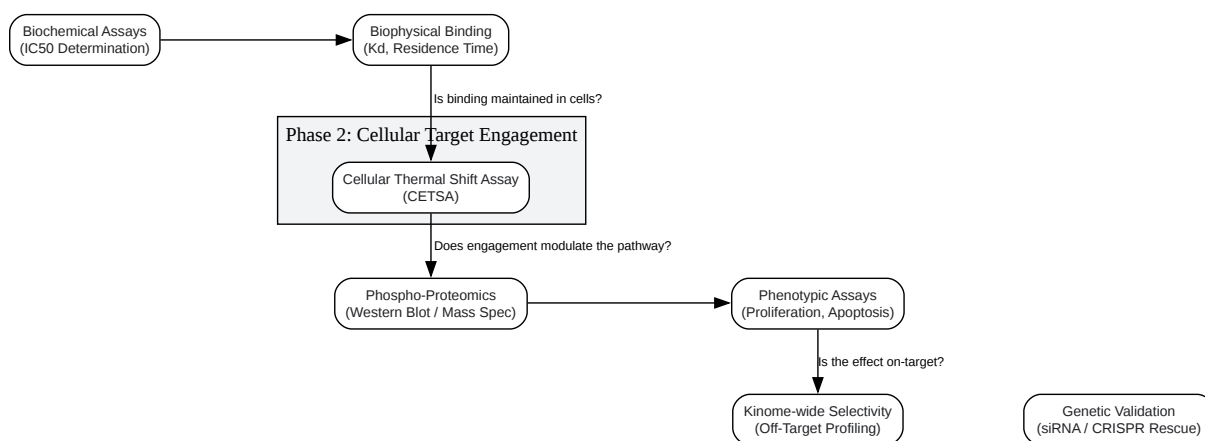 Biochemical Assays
(IC50 Determination)
Biophysical Binding
(Kd, Residence Time)
Is binding maintained in cells?
Phase 2: Cellular Target Engagement
Cellular Thermal Shift Assay
(CETSA)
Does engagement modulate the pathway?
Phospho-Proteomics
(Western Blot / Mass Spec)
Phenotypic Assays
(Proliferation, Apoptosis)
Is the effect on-target?
Kinome-wide Selectivity
(Off-Target Profiling)
Genetic Validation
(siRNA / CRISPR Rescue)